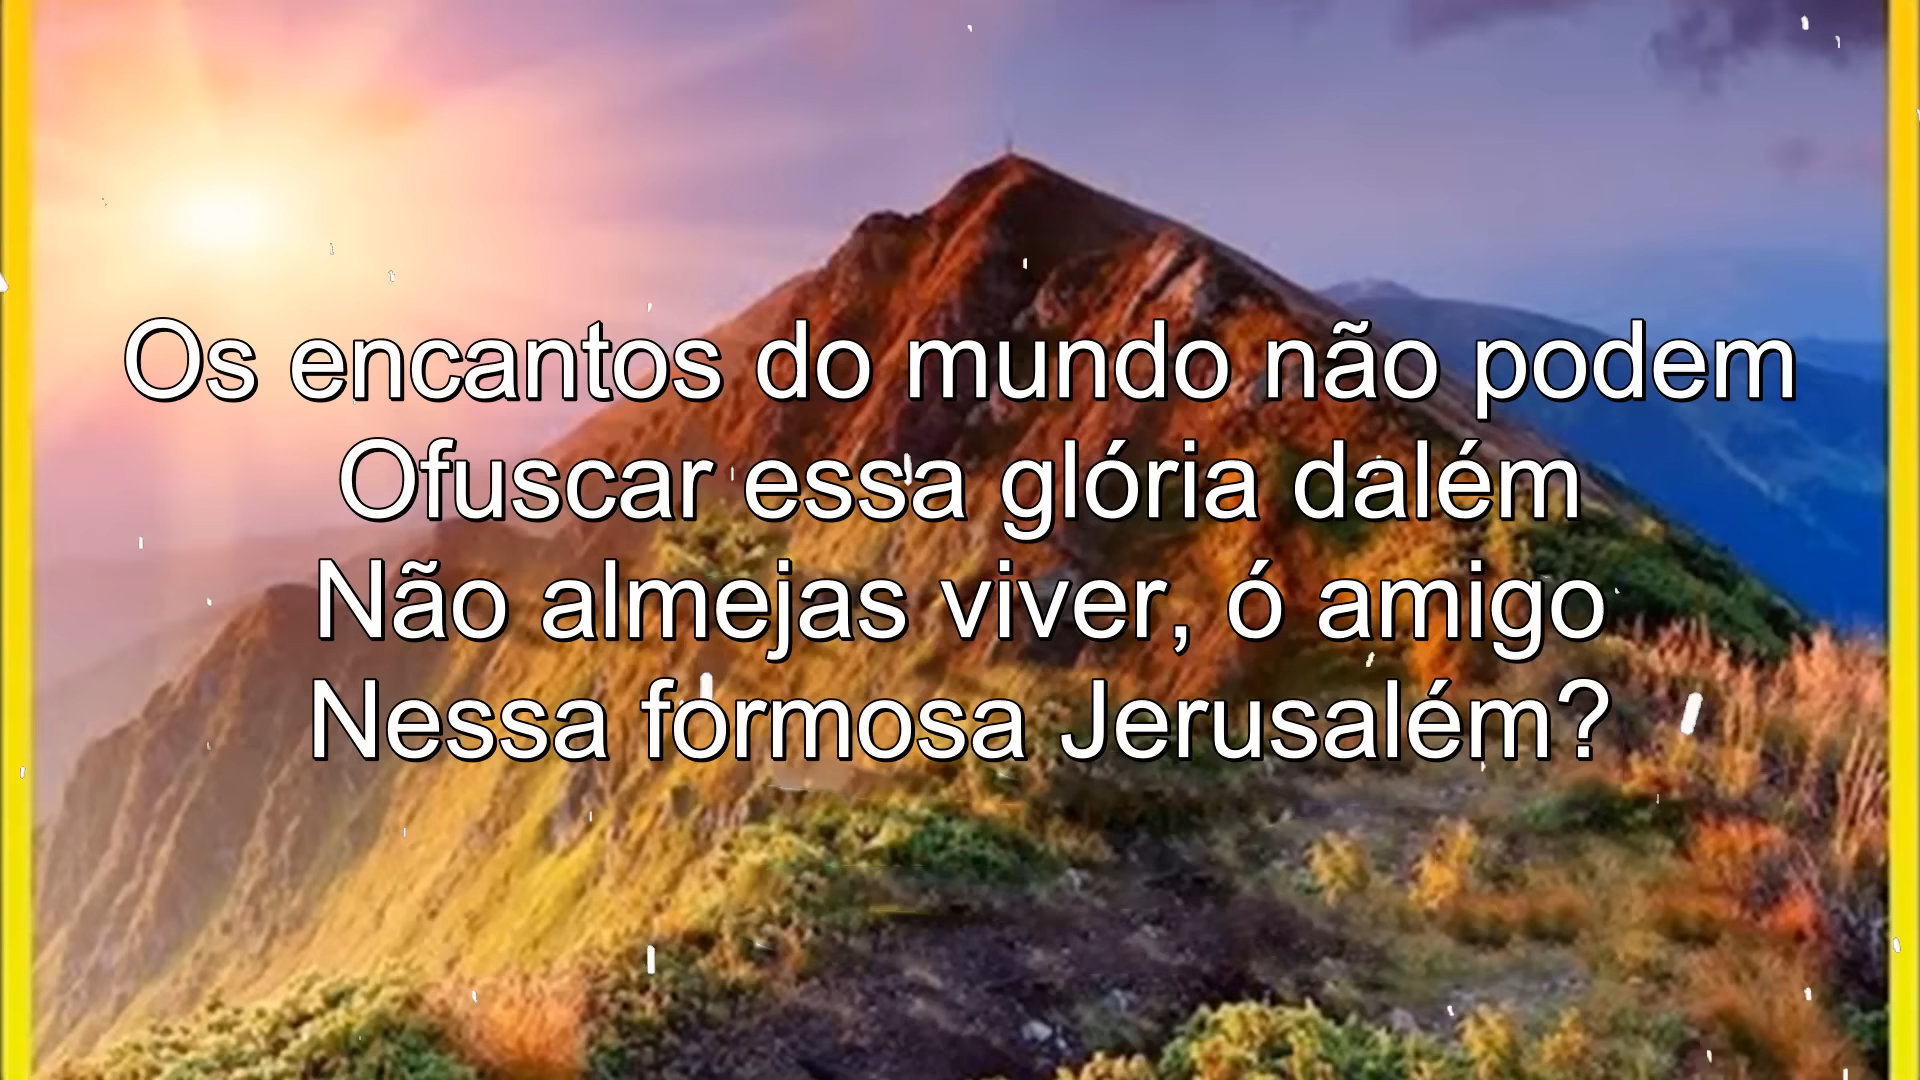 Os encantos do mundo não podem
Ofuscar essa glória dalém
Não almejas viver, ó amigo
Nessa formosa Jerusalém?